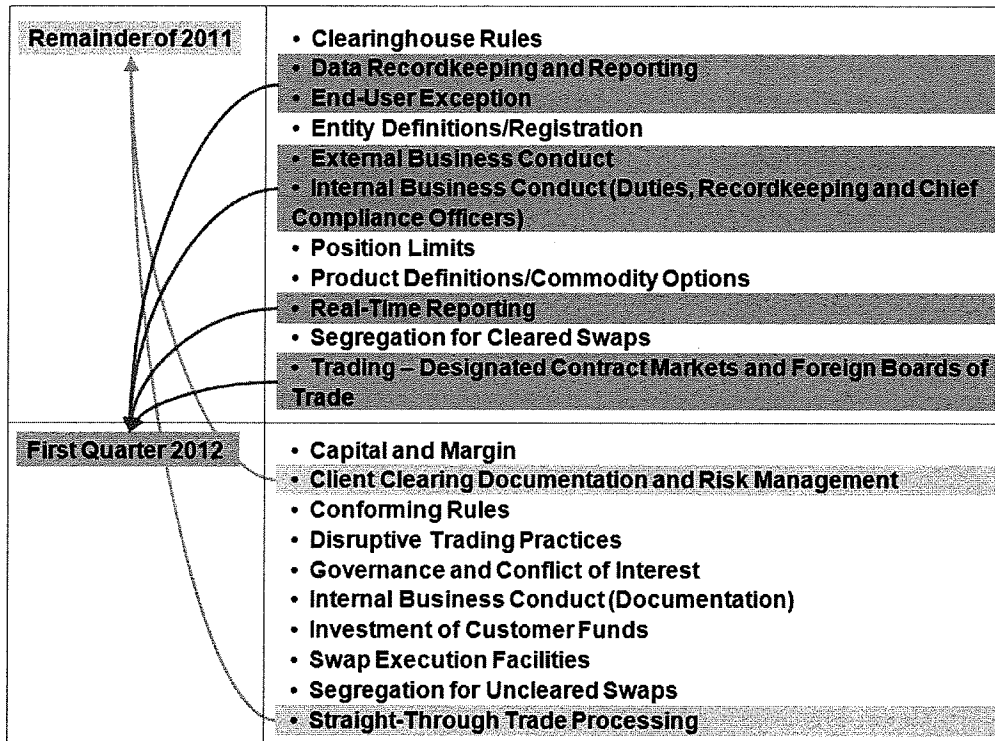 Remainder of 2011
• Clearinghouse Rules
• Data Recordkeeping and Reporting
• End-User Exception
• Entity Definitions/Registration
• External Business Conduct
• Internal Business Conduct (Duties, Recordkeeping and Chief
Compliance Officers)
• Position Limits
• Product Definitions/Commodity Options
• Real-Time Reporting
• Segregation for Cleared Swaps
• Trading – Designated Contract Markets and Foreign Boards of
Trade
First Quarter 2012
• Capital and Margin
• Client Clearing Documentation and Risk Management
• Conforming Rules
• Disruptive Trading Practices
• Governance and Conflict of Interest
• Internal Business Conduct (Documentation)
• Investment of Customer Funds
• Swap Execution Facilities
• Segregation for Uncleared Swaps
• Straight-Through Trade Processing